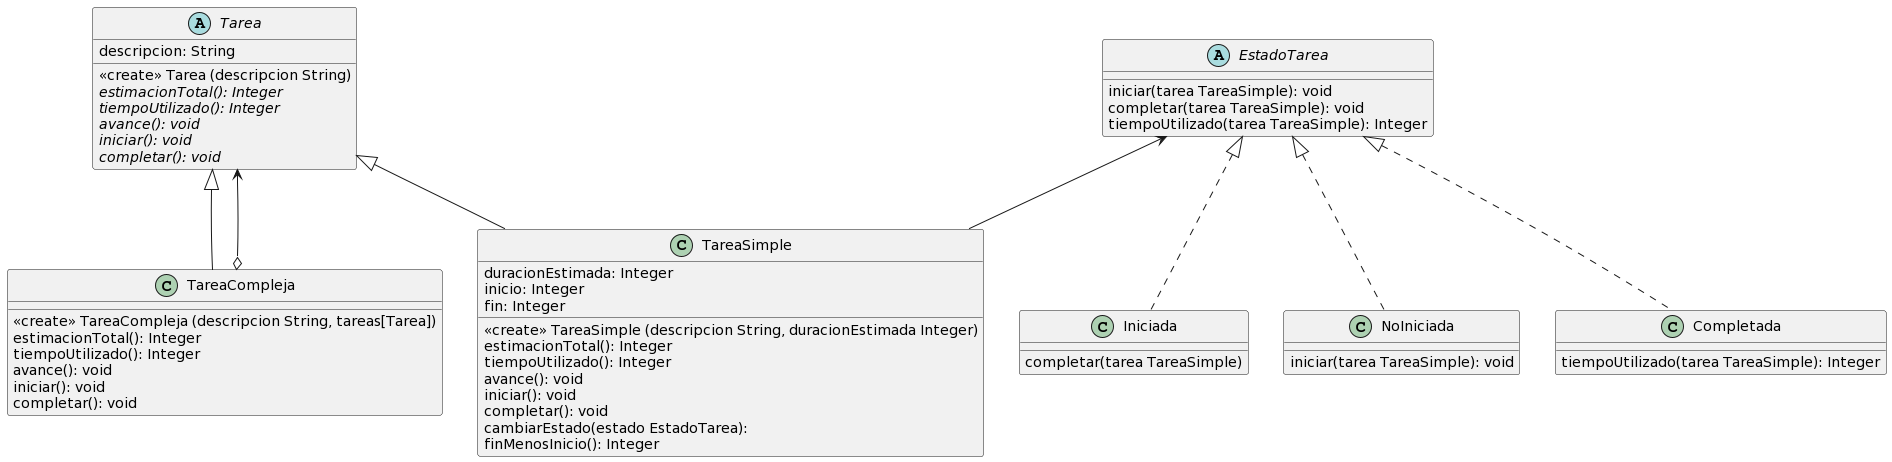 A Tarea
descripcion: String
«create» Tarea (descripcion String)
estimacionTotal(): Integer
tiempoUtilizado(): Integer
avance(): void
iniciar(): void
completar(): void
A EstadoTarea
iniciar(tarea TareaSimple): void
completar(tarea TareaSimple): void
tiempoUtilizado(tarea TareaSimple): Integer
C TareaCompleja
«create» TareaCompleja (descripcion String, tareas[Tarea])
estimacionTotal(): Integer
tiempoUtilizado(): Integer
avance(): void
iniciar(): void
completar(): void
C TareaSimple
duracionEstimada: Integer
inicio: Integer
fin: Integer
«create» TareaSimple (descripcion String, duracionEstimada Integer)
estimacionTotal(): Integer
tiempoUtilizado(): Integer
avance(): void
iniciar(): void
completar(): void
cambiarEstado(estado EstadoTarea):
finMenosInicio(): Integer
C Iniciada
completar(tarea TareaSimple)
C NoIniciada
iniciar(tarea TareaSimple): void
C Completada
tiempoUtilizado(tarea TareaSimple): Integer